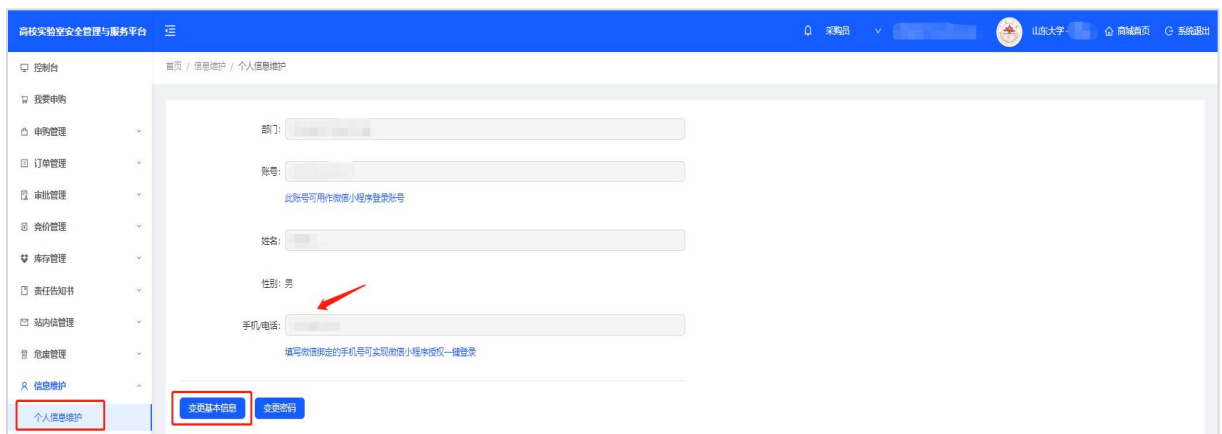 高校实验室安全管理与服务平台
采购员
山东大学·
商城首页
系统退出
控制台
首页 / 信息维护 / 个人信息维护
我要申购
申购管理
订单管理
审批管理
竞价管理
库存管理
责任告知书
站内信管理
危废管理
信息维护
个人信息维护
部门:
账号:
此账号可用作微信小程序登录账号
姓名:
性别: 男
手机/电话:
填写微信绑定的手机号可实现微信小程序授权一键登录
变更基本信息
变更密码